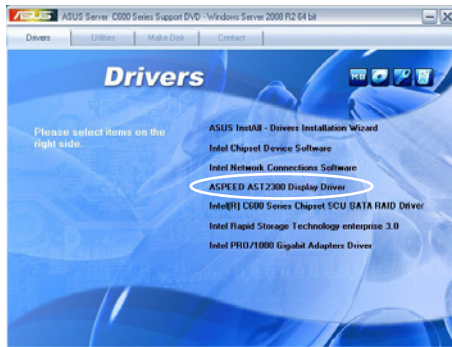 ASUS ASUS Server C600 Series Support DVD - Windows Server 2008 R2 64 bit
Drivers Utilities Make Disk Contact
Drivers
MB
Please select items on the
right side.
ASUS InstAll - Drivers Installation Wizard
Intel Chipset Device Software
Intel Network Connections Software
ASPEED AST2300 Display Driver
Intel(R) C600 Series Chipset SCU SATA RAID Driver
Intel Rapid Storage Technology enterprise 3.0
Intel PRO/1000 Gigabit Adapters Driver